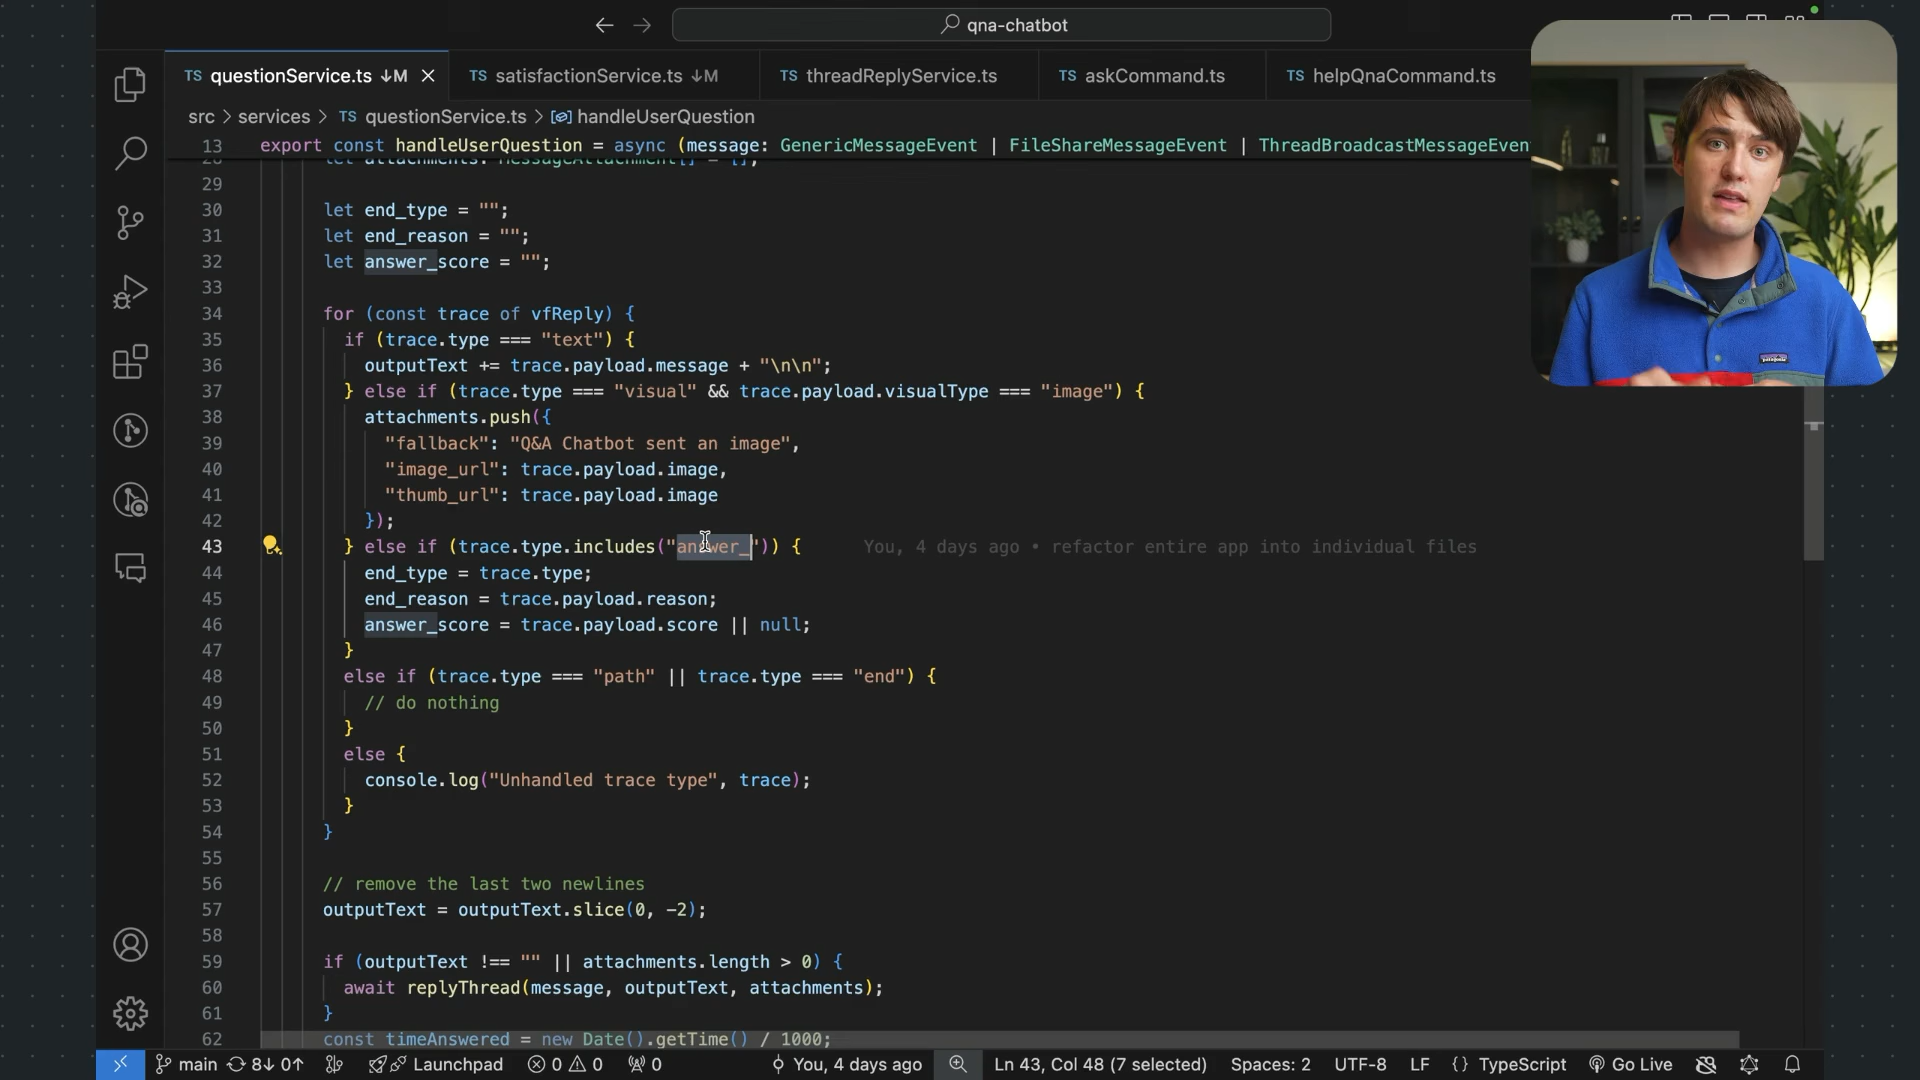 qna-chatbot
TS questionService.ts ↓M ×
TS satisfactionService.ts ↓M
TS threadReplyService.ts
TS askCommand.ts
TS helpQnaCommand.ts
src > services > TS questionService.ts > handleUserQuestion
13 export const handleUserQuestion = async (message: GenericMessageEvent | FileShareMessageEvent | ThreadBroadcastMessageEven
28 let attachments: MessageAttachment[] = [];
29
30 let end_type = "";
31 let end_reason = "";
32 let answer_score = "";
33
34 for (const trace of vfReply) {
35 if (trace.type === "text") {
36 outputText += trace.payload.message + "\n\n";
37 } else if (trace.type === "visual" && trace.payload.visualType === "image") {
38 attachments.push({
39 "fallback": "Q&A Chatbot sent an image",
40 "image_url": trace.payload.image,
41 "thumb_url": trace.payload.image
42 });
43 } else if (trace.type.includes("answer_")) { You, 4 days ago • refactor entire app into individual files
44 end_type = trace.type;
45 end_reason = trace.payload.reason;
46 answer_score = trace.payload.score || null;
47 }
48 else if (trace.type === "path" || trace.type === "end") {
49 // do nothing
50 }
51 else {
52 console.log("Unhandled trace type", trace);
53 }
54 }
55
56 // remove the last two newlines
57 outputText = outputText.slice(0, -2);
58
59 if (outputText !== "" || attachments.length > 0) {
60 await replyThread(message, outputText, attachments);
61 }
62 const timeAnswered = new Date().getTime() / 1000;
main 8↓ 0↑ Launchpad 0 0 0 You, 4 days ago Ln 43, Col 48 (7 selected) Spaces: 2 UTF-8 LF {} TypeScript Go Live